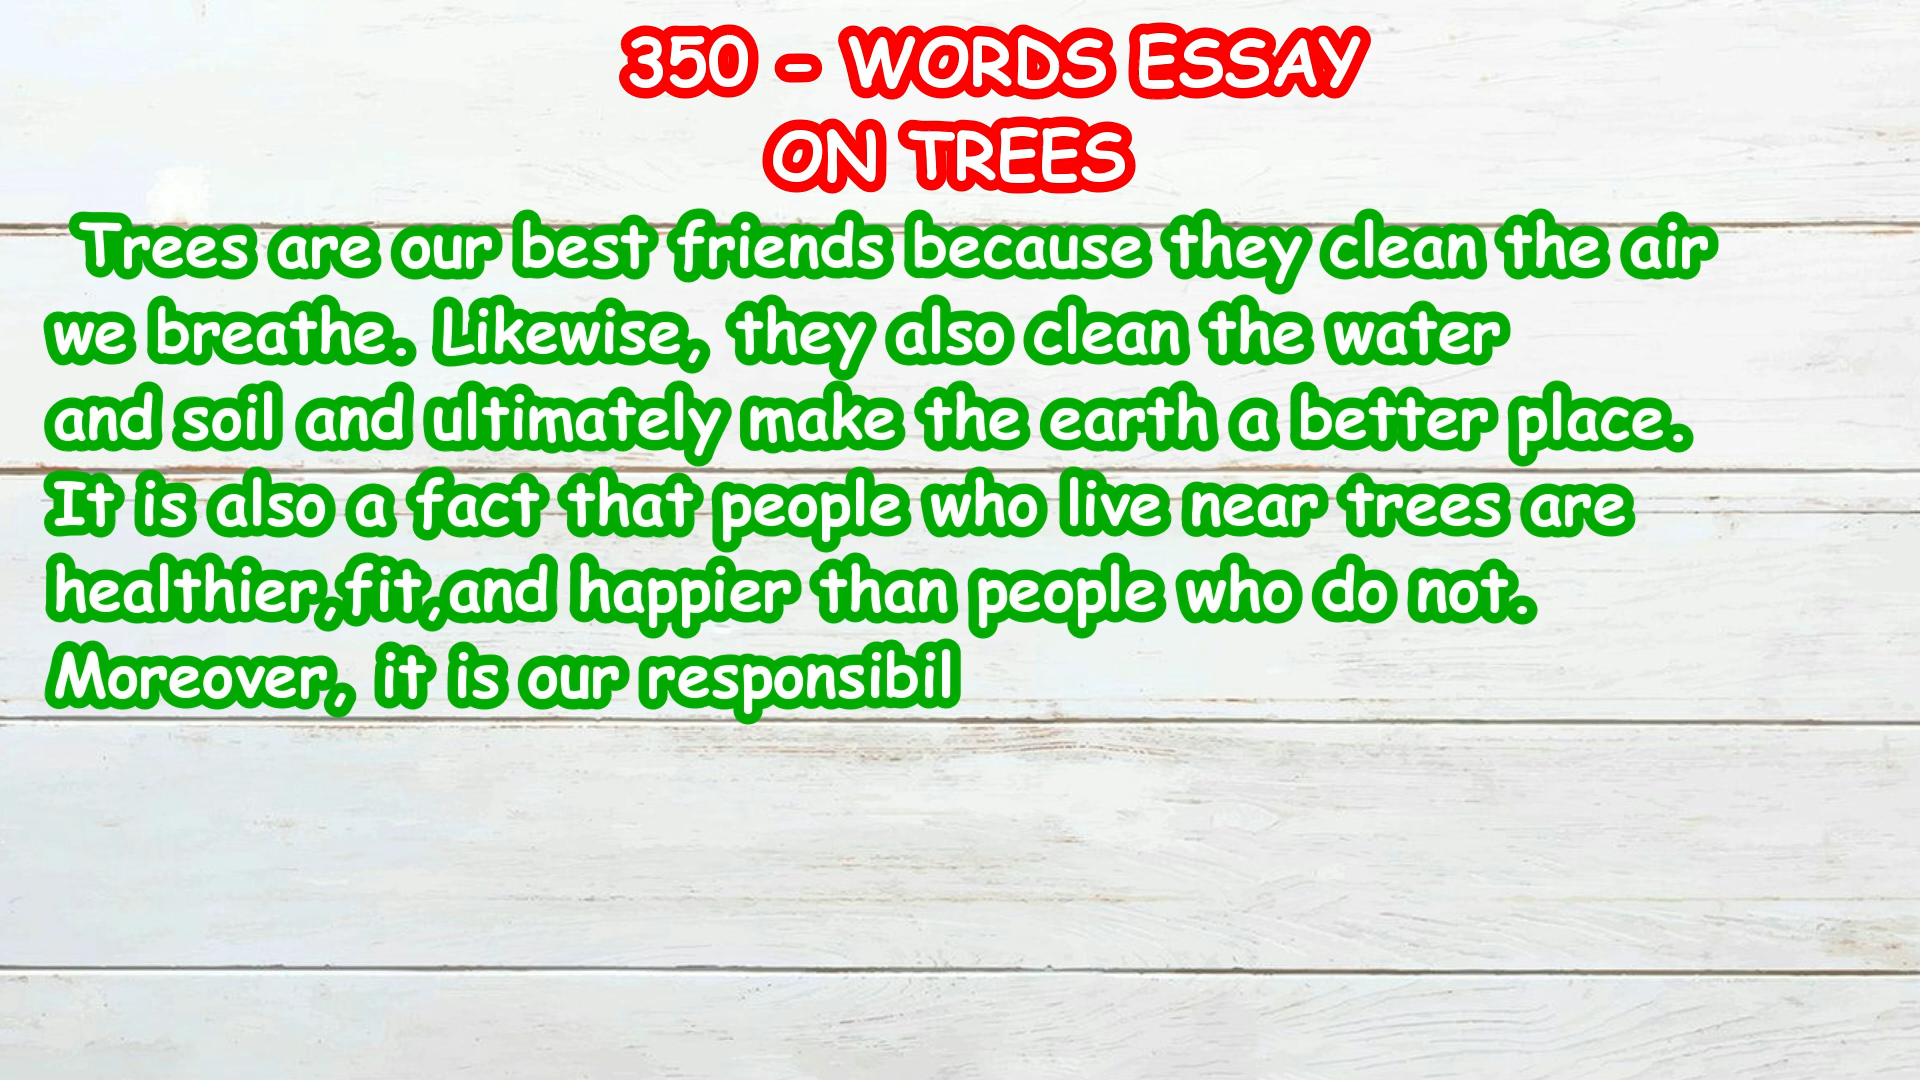 350 - WORDS ESSAY
ON TREES
Trees are our best friends because they clean the air
we breathe. Likewise, they also clean the water
and soil and ultimately make the earth a better place.
It is also a fact that people who live near trees are
healthier,fit,and happier than people who do not.
Moreover, it is our responsibil